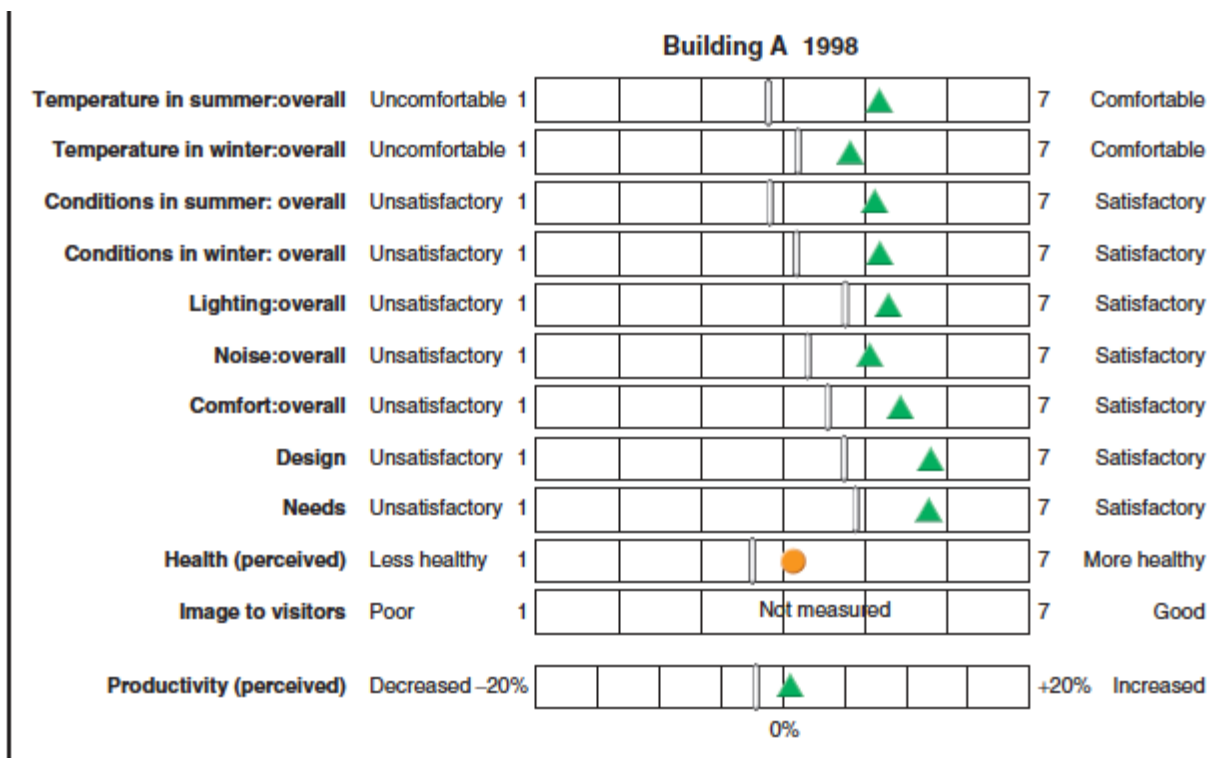 Building A 1998
Temperature in summer:overall Uncomfortable 1 7 Comfortable
Temperature in winter:overall Uncomfortable 1 7 Comfortable
Conditions in summer: overall Unsatisfactory 1 7 Satisfactory
Conditions in winter: overall Unsatisfactory 1 7 Satisfactory
Lighting:overall Unsatisfactory 1 7 Satisfactory
Noise:overall Unsatisfactory 1 7 Satisfactory
Comfort:overall Unsatisfactory 1 7 Satisfactory
Design Unsatisfactory 1 7 Satisfactory
Needs Unsatisfactory 1 7 Satisfactory
Health (perceived) Less healthy 1 7 More healthy
Image to visitors Poor 1 Not measured 7 Good
Productivity (perceived) Decreased –20% +20% Increased
0%